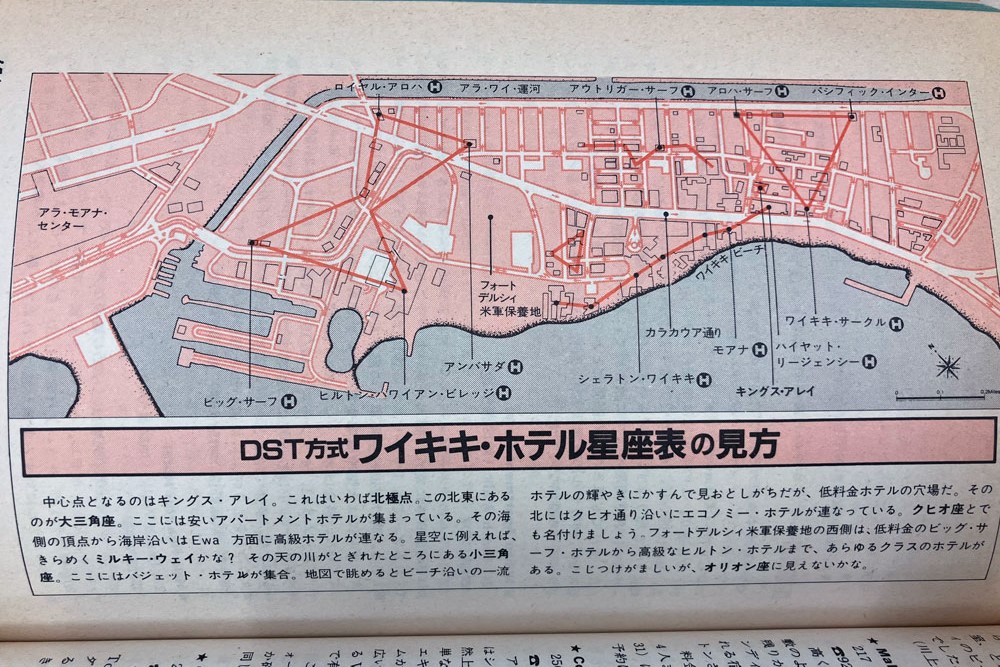 ロイヤル・アロハ H
アラ・ワイ・運河
アウトリガー・サーフ H
アロハ・サーフ H
パシフィック・インター H
アラ・モアナ・
センター
フォート
デルシィ
米軍保養地
ワイキキ・ビーチ
カラカウア通り
ワイキキ・サークル H
モアナ H
ハイヤット・
リージェンシー H
アンバサダ H
シェラトン・ワイキキ H
キングス・アレイ
ビッグ・サーフ H
ヒルトン・ハワイアン・ビレッジ H
DST方式ワイキキ・ホテル星座表の見方
中心点となるのはキングス・アレイ。これはいわば北極点。この北東にある
のが大三角座。ここには安いアパートメントホテルが集まっている。その海
側の頂点から海岸沿いはEwa 方面に高級ホテルが連なる。星空に例えれば、
きらめくミルキー・ウェイかな？ その天の川がとぎれたところにある小三角
座。ここにはバジェット・ホテルが集合。地図で眺めるとビーチ沿いの一流
ホテルの輝やきにかすんで見おとしがちだが、低料金ホテルの穴場だ。その
北にはクヒオ通り沿いにエコノミー・ホテルが連なっている。クヒオ座とで
も名付けましょう。フォートデルシィ米軍保養地の西側は、低料金のビッグ・サ
ーフ・ホテルから高級なヒルトン・ホテルまで、あらゆるクラスのホテルが
ある。こじつけがましいが、オリオン座に見えないかな。